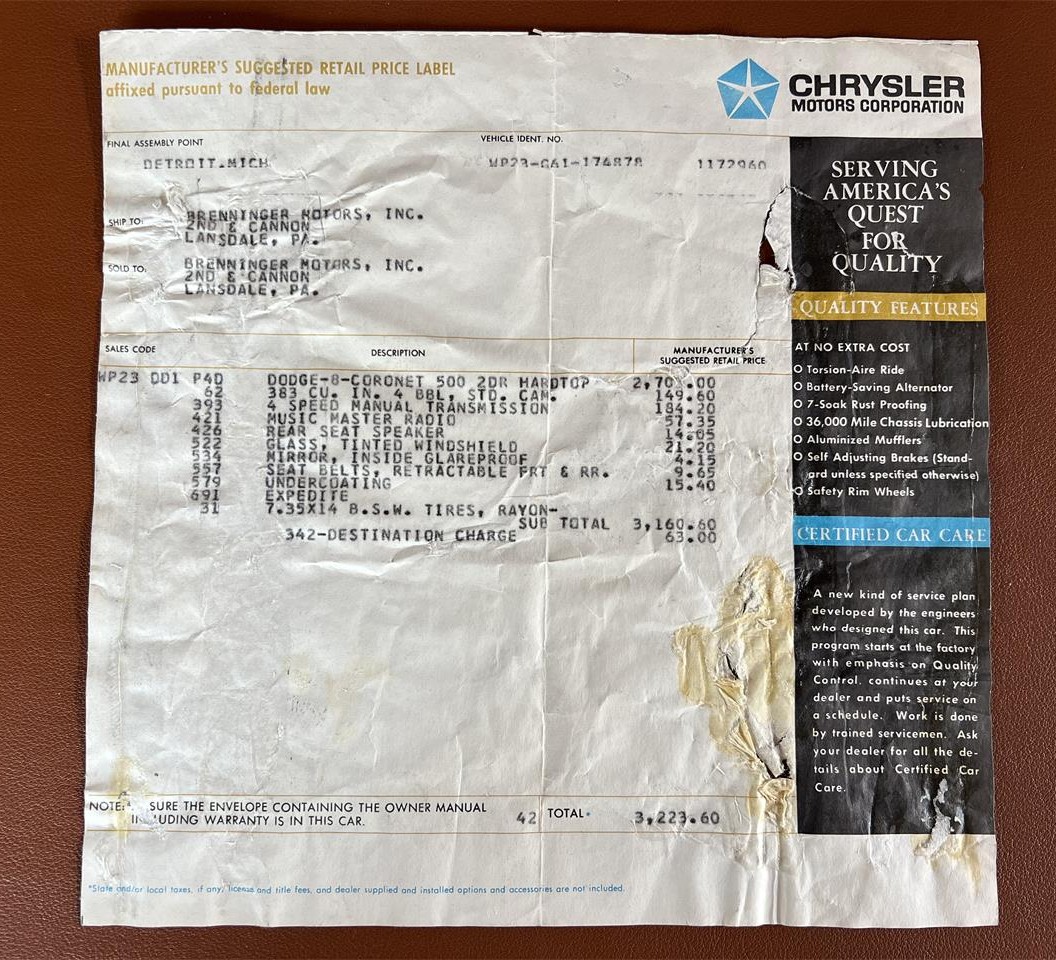 MANUFACTURER'S SUGGESTED RETAIL PRICE LABEL
affixed pursuant to federal law
CHRYSLER
MOTORS CORPORATION
FINAL ASSEMBLY POINT
VEHICLE IDENT. NO.
DETROIT.MICH WP23-G61-174878 1172960
SHIP TO: BRENNINGER MOTORS, INC.
2ND & CANNON
LANSDALE, PA.
SOLD TO: BRENNINGER MOTORS, INC.
2ND & CANNON
LANSDALE, PA.
SALES CODE DESCRIPTION MANUFACTURER'S
SUGGESTED RETAIL PRICE
WP23 DD1 P4D DODGE-8-CORONET 500 2DR HARDTOP 2,705.00
62 383 CU. IN. 4 BBL, STD. CAM. 149.60
393 4 SPEED MANUAL TRANSMISSION 184.20
421 MUSIC MASTER RADIO 57.35
426 REAR SEAT SPEAKER 14.05
522 GLASS, TINTED WINDSHIELD 21.20
534 MIRROR, INSIDE GLAREPROOF 4.15
557 SEAT BELTS, RETRACTABLE FRT & RR. 9.65
579 UNDERCOATING 15.40
691 EXPEDITE
31 7.35X14 B.S.W. TIRES, RAYON-
SUB TOTAL 3,160.60
342-DESTINATION CHARGE 63.00
NOTE: SURE THE ENVELOPE CONTAINING THE OWNER MANUAL
WARRANTY IS IN THIS CAR.
42 TOTAL* 3,223.60
*State and/or local taxes, if any, license and title fees, and dealer supplied and installed options and accessories are not included.
SERVING
AMERICA'S
QUEST
FOR
QUALITY
QUALITY FEATURES
AT NO EXTRA COST
O Torsion-Aire Ride
O Battery-Saving Alternator
O 7-Soak Rust Proofing
O 36,000 Mile Chassis Lubrication
O Aluminized Mufflers
O Self Adjusting Brakes (Stand-
ard unless specified otherwise)
O Safety Rim Wheels
CERTIFIED CAR CARE
A new kind of service plan
developed by the engineers
who designed this car. This
program starts at the factory
with emphasis on Quality
Control, continues at your
dealer and puts service on
a schedule. Work is done
by trained servicemen. Ask
your dealer for all the de-
tails about Certified Car
Care.